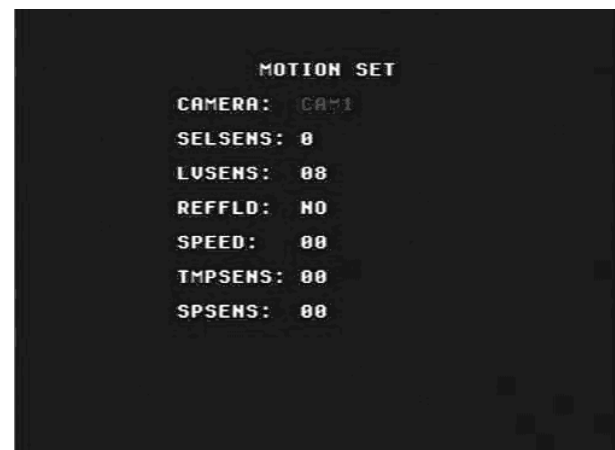 MOTION SET
CAMERA: CAM1
SELSENS: 0
LVSENS: 08
REFFLD: NO
SPEED: 00
TMPSENS: 00
SPSENS: 00